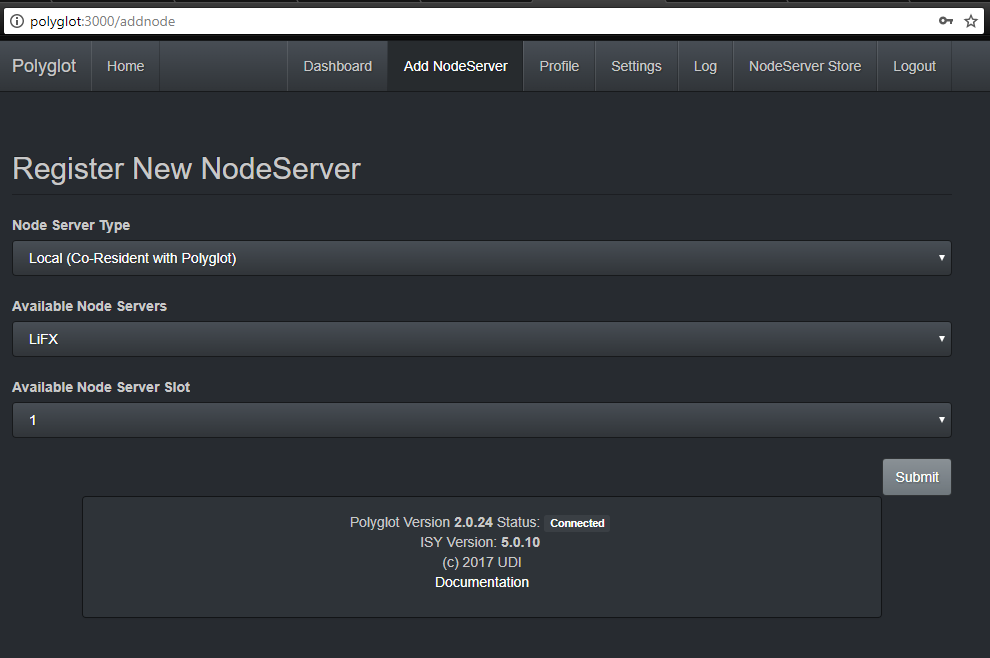 polyglot:3000/addnode
Polyglot Home Dashboard Add NodeServer Profile Settings Log NodeServer Store Logout
Register New NodeServer
Node Server Type
Local (Co-Resident with Polyglot)
Available Node Servers
LiFX
Available Node Server Slot
1
Submit
Polyglot Version 2.0.24 Status: Connected
ISY Version: 5.0.10
(c) 2017 UDI
Documentation